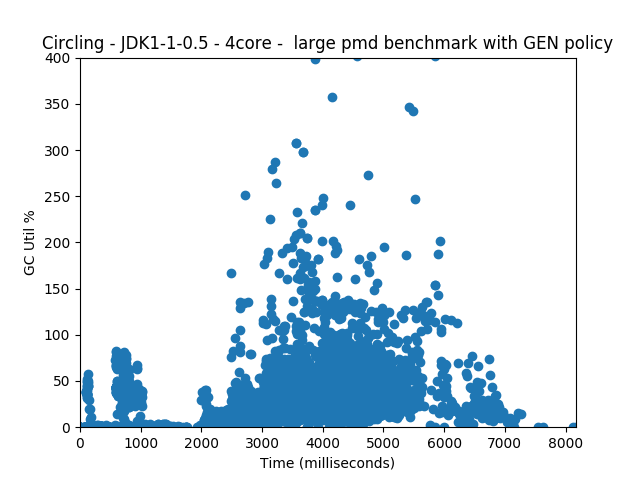 Circling - JDK1-1-0.5 - 4core -  large pmd benchmark with GEN policy
400
350
300
250
200
150
100
50
0
GC Util %
0 1000 2000 3000 4000 5000 6000 7000 8000
Time (milliseconds)